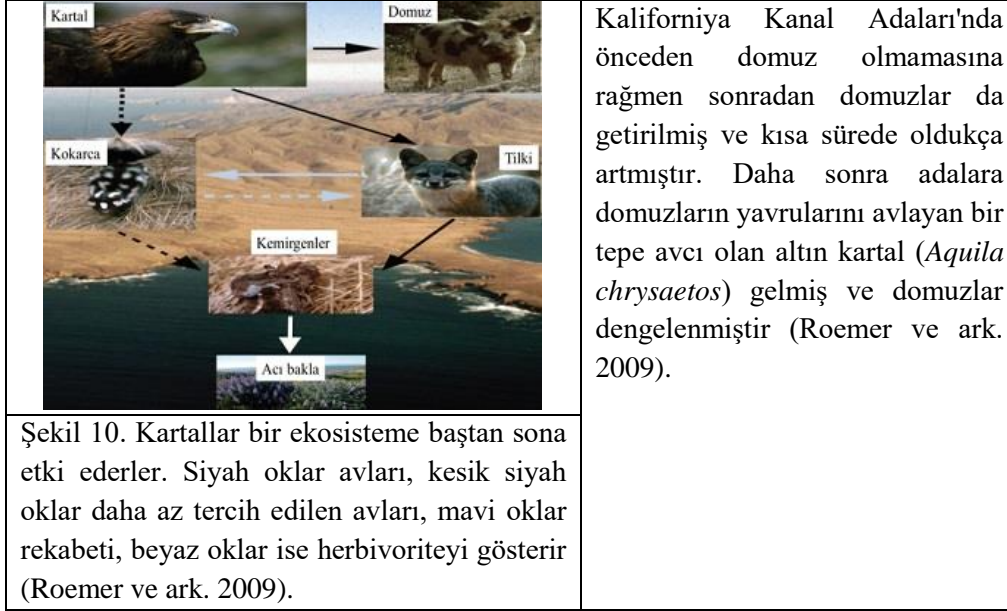 Kartal
Domuz
Kokarca
Tilki
Kemirgenler
Acı bakla
Şekil 10. Kartallar bir ekosisteme baştan sona
etki ederler. Siyah oklar avları, kesik siyah
oklar daha az tercih edilen avları, mavi oklar
rekabeti, beyaz oklar ise herbivoriteyi gösterir
(Roemer ve ark. 2009).
Kaliforniya Kanal Adaları'nda
önceden domuz olmamasına
rağmen sonradan domuzlar da
getirilmiş ve kısa sürede oldukça
artmıştır. Daha sonra adalara
domuzların yavrularını avlayan bir
tepe avcı olan altın kartal (Aquila
chrysaetos) gelmiş ve domuzlar
dengelenmiştir (Roemer ve ark.
2009).